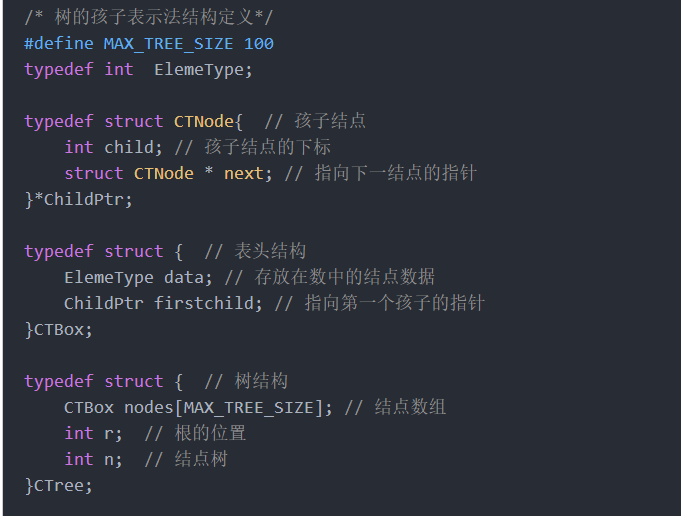 /* 树的孩子表示法结构定义*/
#define MAX_TREE_SIZE 100
typedef int  ElemeType;
typedef struct CTNode{  // 孩子结点
    int child; // 孩子结点的下标
    struct CTNode * next; // 指向下一结点的指针
}*ChildPtr;
typedef struct {  // 表头结构
    ElemeType data; // 存放在数中的结点数据
    ChildPtr firstchild; // 指向第一个孩子的指针
}CTBox;
typedef struct {  // 树结构
    CTBox nodes[MAX_TREE_SIZE]; // 结点数组
    int r;  // 根的位置
    int n;  // 结点树
}CTree;